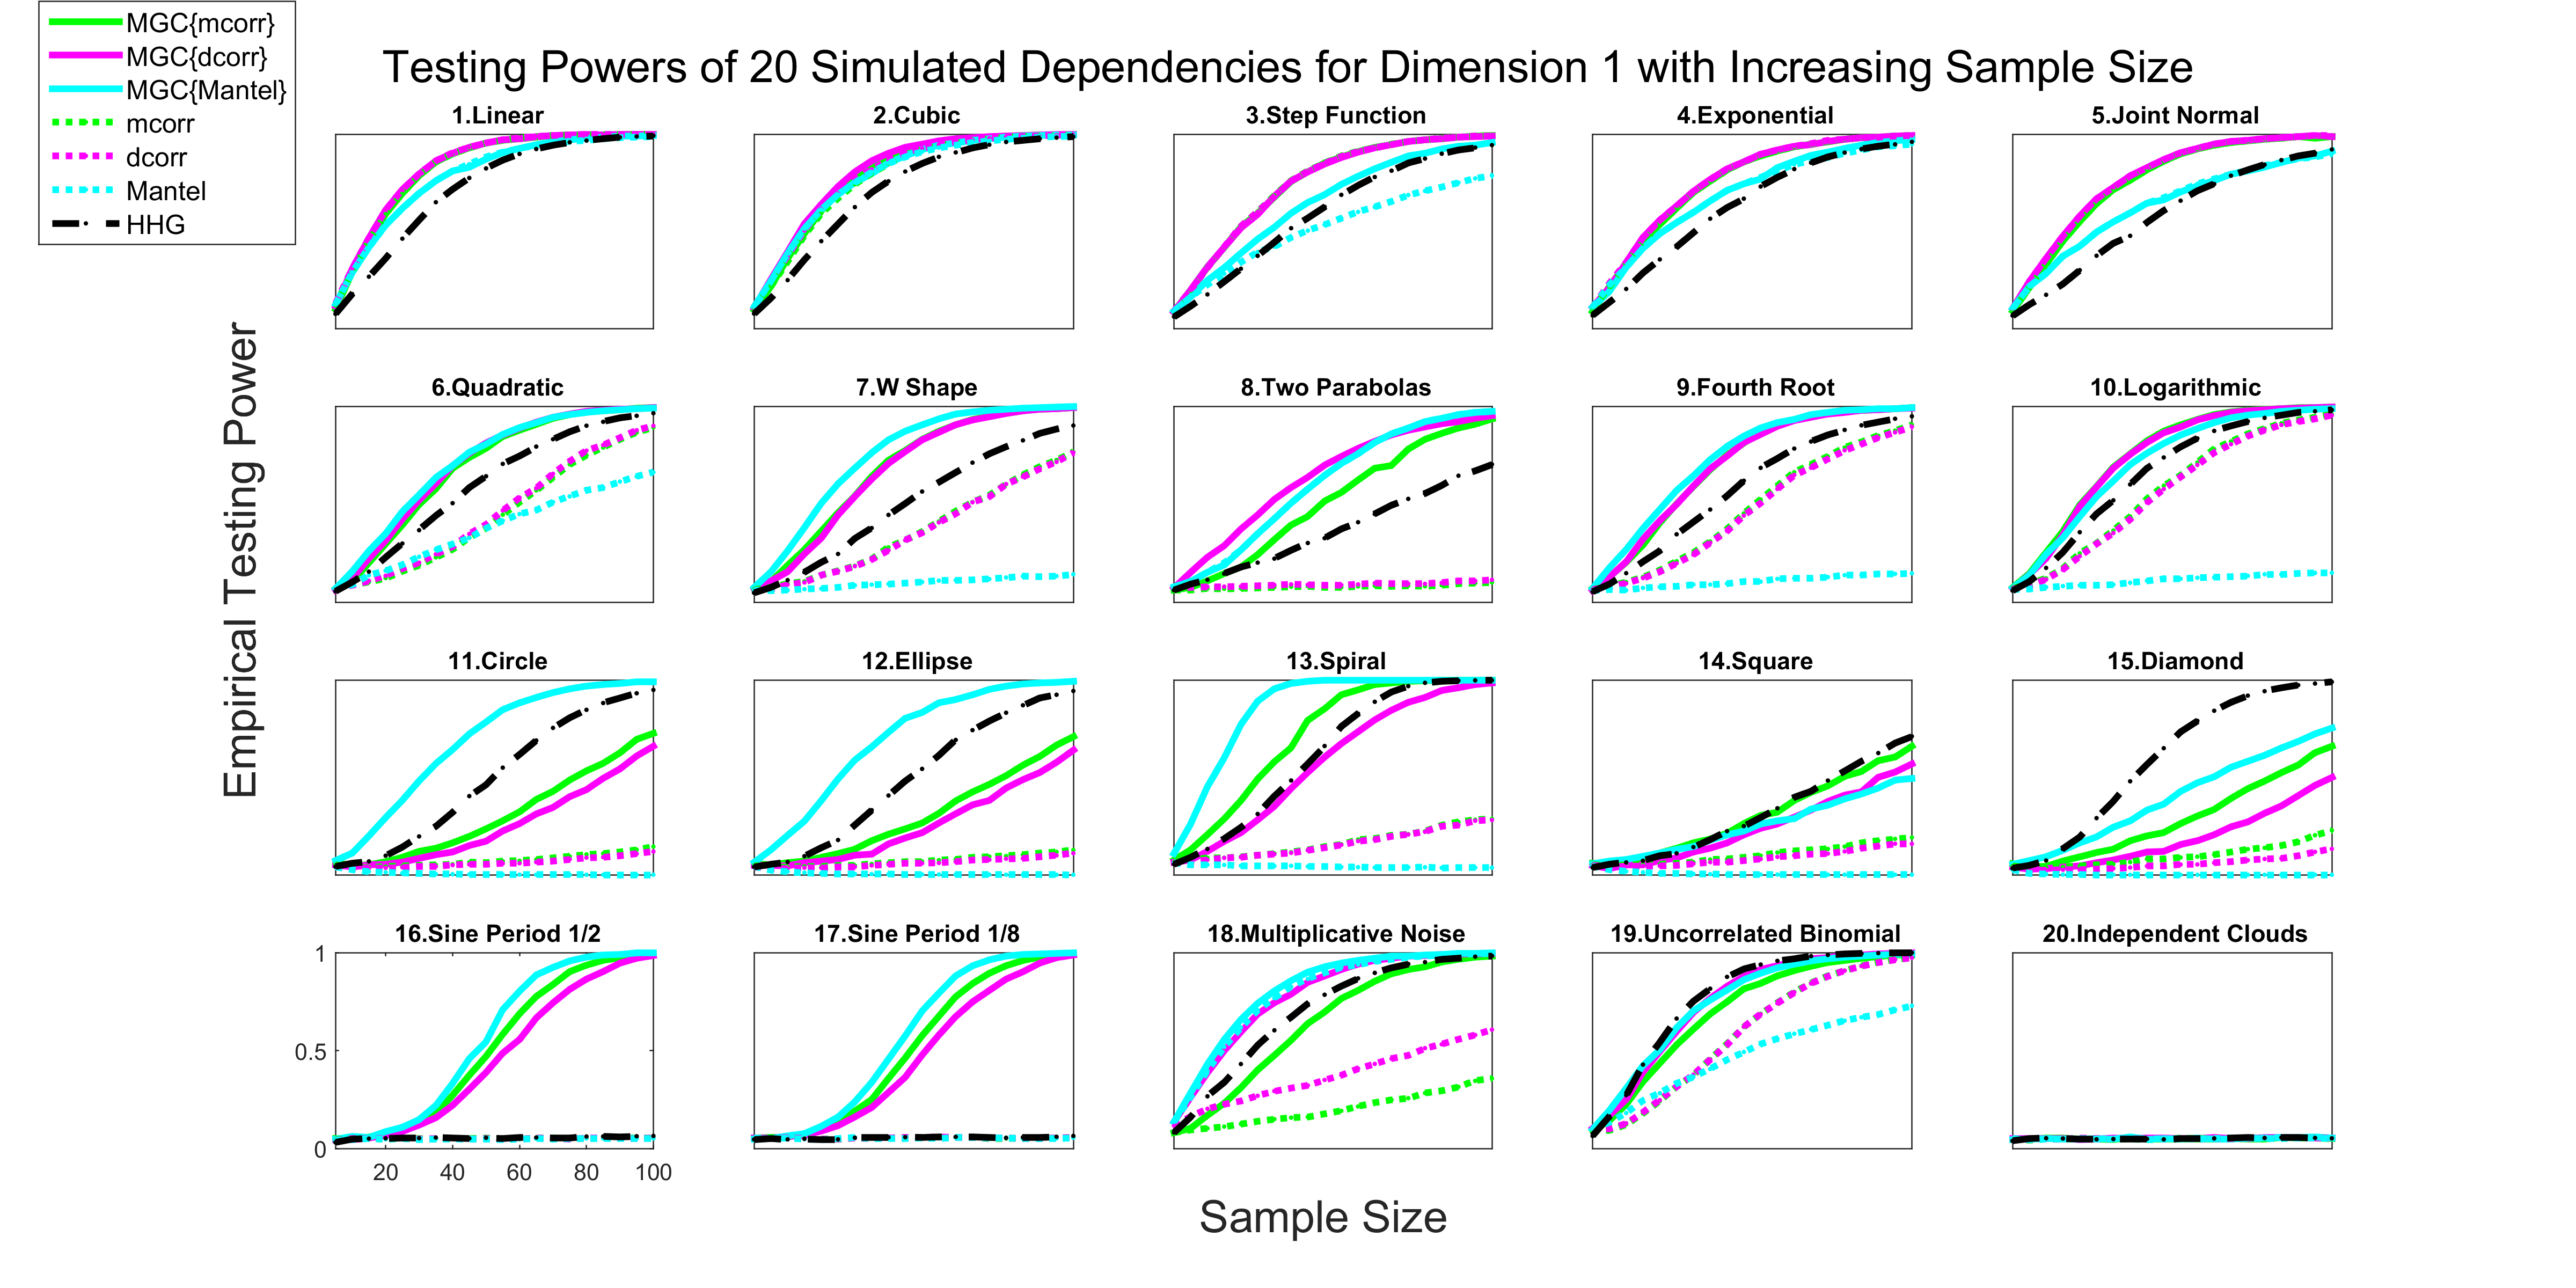 MGC{mcorr}
MGC{dcorr}
MGC{Mantel}
mcorr
dcorr
Mantel
HHG
Testing Powers of 20 Simulated Dependencies for Dimension 1 with Increasing Sample Size
1.Linear
2.Cubic
3.Step Function
4.Exponential
5.Joint Normal
6.Quadratic
7.W Shape
8.Two Parabolas
9.Fourth Root
10.Logarithmic
11.Circle
12.Ellipse
13.Spiral
14.Square
15.Diamond
16.Sine Period 1/2
17.Sine Period 1/8
18.Multiplicative Noise
19.Uncorrelated Binomial
20.Independent Clouds
1
0.5
0
20 40 60 80 100
Empirical Testing Power
Sample Size